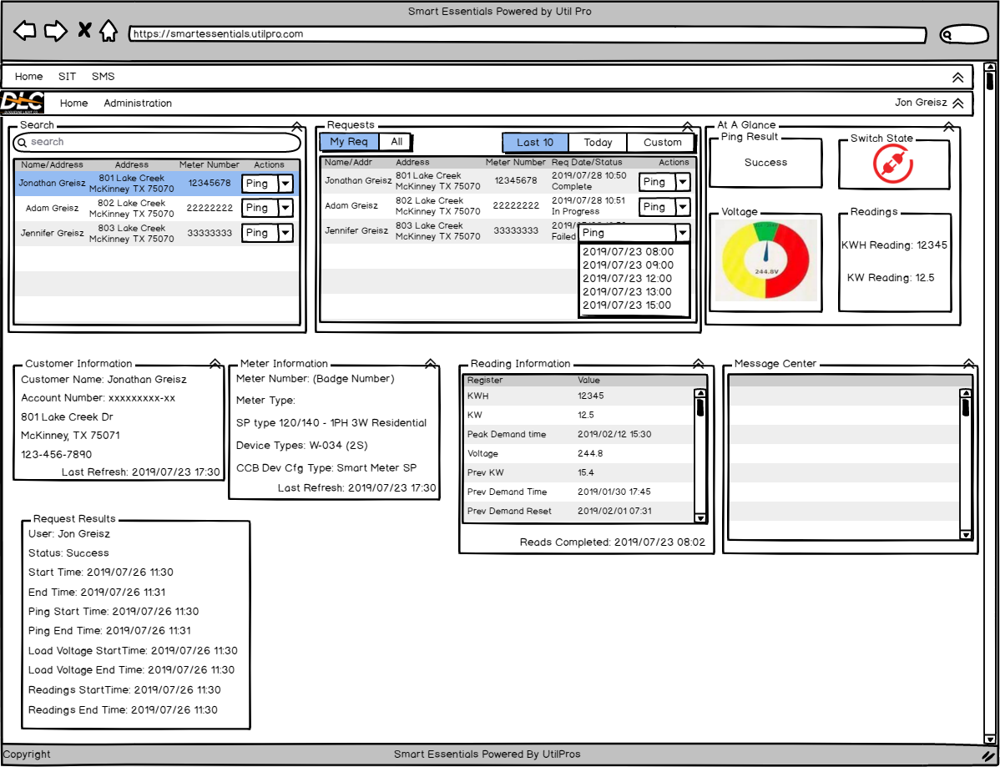 Smart Essentials Powered by Util Pro
https://smartessentials.utilpro.com
Home SIT SMS
DLC Home Administration Jon Greisz
Search
search
Name/Address Address Meter Number Actions
Jonathan Greisz 801 Lake Creek McKinney TX 75070 12345678 Ping
Adam Greisz 802 Lake Creek McKinney TX 75070 22222222 Ping
Jennifer Greisz 803 Lake Creek McKinney TX 75070 33333333 Ping
Requests
My Req All Last 10 Today Custom
Name/Addr Address Meter Number Req Date/Status Actions
Jonathan Greisz 801 Lake Creek McKinney TX 75070 12345678 2019/07/28 10:50 Complete Ping
Adam Greisz 802 Lake Creek McKinney TX 75070 22222222 2019/07/28 10:51 In Progress Ping
Jennifer Greisz 803 Lake Creek McKinney TX 75070 33333333 2019/ Failed Ping
2019/07/23 08:00
2019/07/23 09:00
2019/07/23 12:00
2019/07/23 13:00
2019/07/23 15:00
At A Glance
Ping Result
Success
Switch State
Voltage
244.8V
Readings
KWH Reading: 12345
KW Reading: 12.5
Customer Information
Customer Name: Jonathan Greisz
Account Number: xxxxxxxxx-xx
801 Lake Creek Dr
McKinney, TX 75071
123-456-7890
Last Refresh: 2019/07/23 17:30
Meter Information
Meter Number: (Badge Number)
Meter Type:
SP type 120/140 - 1PH 3W Residential
Device Types: W-034 (2S)
CCB Dev Cfg Type: Smart Meter SP
Last Refresh: 2019/07/23 17:30
Reading Information
Register Value
KWH 12345
KW 12.5
Peak Demand time 2019/02/12 15:30
Voltage 244.8
Prev KW 15.4
Prev Demand Time 2019/01/30 17:45
Prev Demand Reset 2019/02/01 07:31
Reads Completed: 2019/07/23 08:02
Message Center
Request Results
User: Jon Greisz
Status: Success
Start Time: 2019/07/26 11:30
End Time: 2019/07/26 11:31
Ping Start Time: 2019/07/26 11:30
Ping End Time: 2019/07/26 11:31
Load Voltage StartTime: 2019/07/26 11:30
Load Voltage End Time: 2019/07/26 11:30
Readings StartTime: 2019/07/26 11:30
Readings End Time: 2019/07/26 11:30
Copyright Smart Essentials Powered By UtilPros